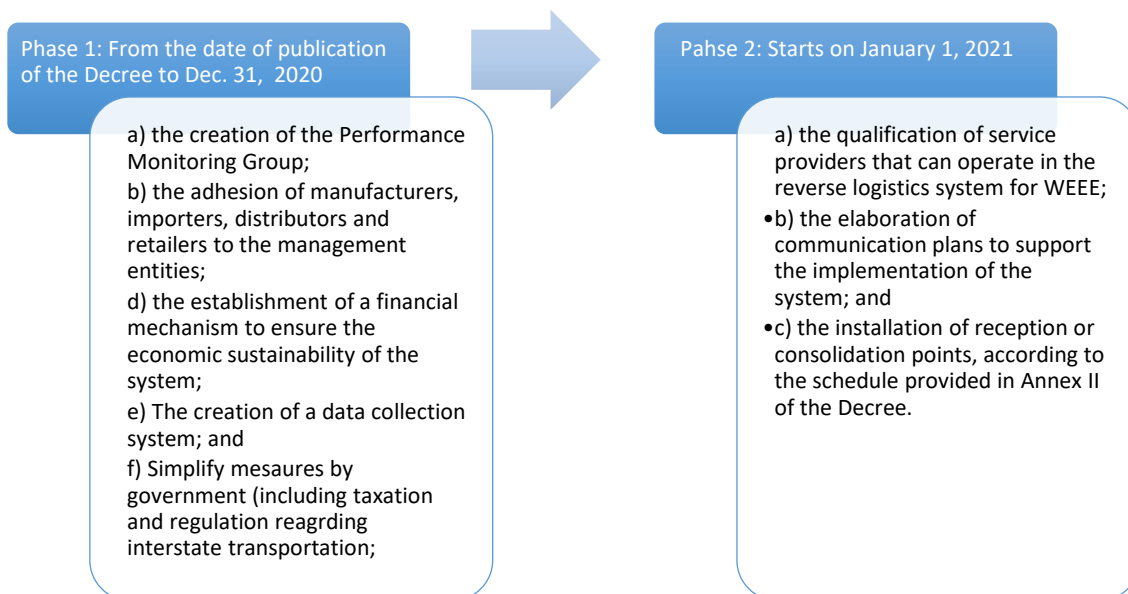 Phase 1: From the date of publication
of the Decree to Dec. 31, 2020
a) the creation of the Performance
Monitoring Group;
b) the adhesion of manufacturers,
importers, distributors and
retailers to the management
entities;
d) the establishment of a financial
mechanism to ensure the
economic sustainability of the
system;
e) The creation of a data collection
system; and
f) Simplify mesaures by
government (including taxation
and regulation reagrding
interstate transportation;
Pahse 2: Starts on January 1, 2021
a) the qualification of service
providers that can operate in the
reverse logistics system for WEEE;
•b) the elaboration of
communication plans to support
the implementation of the
system; and
•c) the installation of reception or
consolidation points, according to
the schedule provided in Annex II
of the Decree.